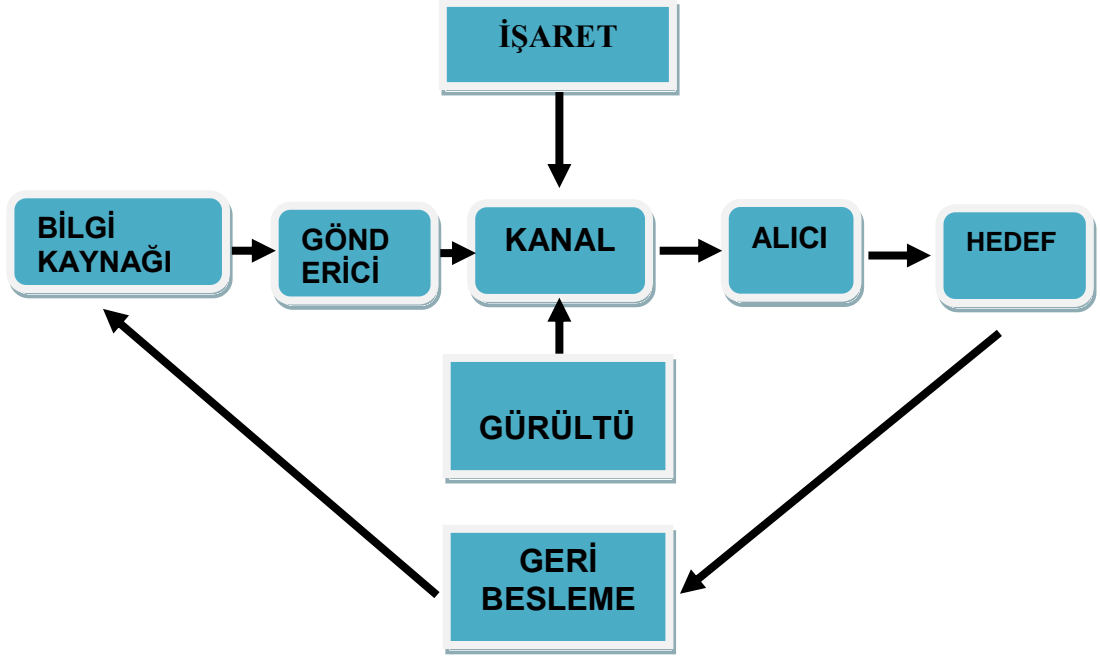 İŞARET
BİLGİ
KAYNAĞI
GÖND
ERİCİ
KANAL
ALICI
HEDEF
GÜRÜLTÜ
GERİ
BESLEME